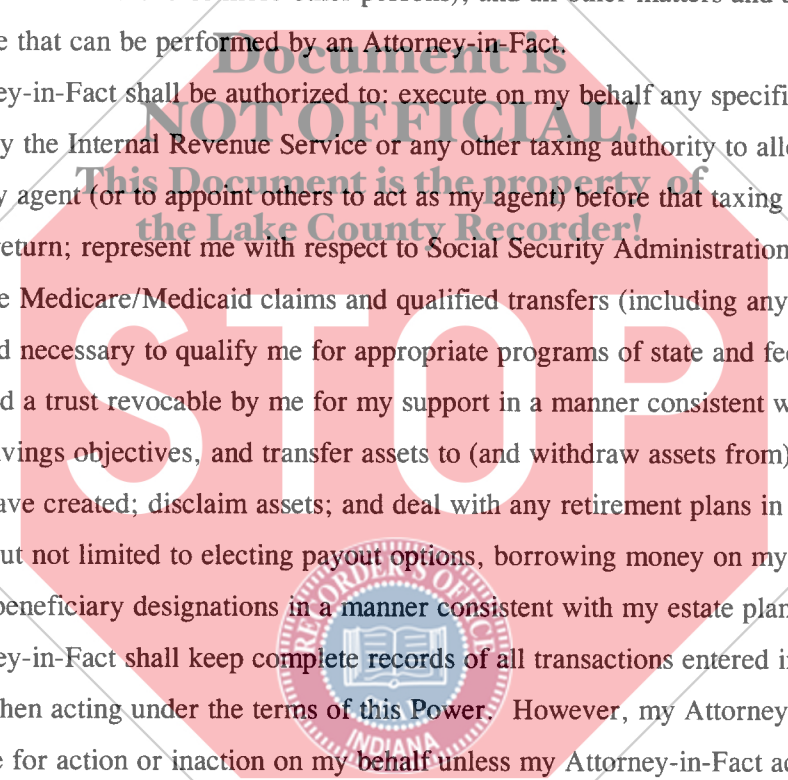 e that can be performed by an Attorney-in-Fact.
Document is
ey-in-Fact shall be authorized to: execute on my behalf any specifi
NOT OFFICIAL!
y the Internal Revenue Service or any other taxing authority to all
This Document is the property of
y agent (or to appoint others to act as my agent) before that taxing
the Lake County Recorder!
eturn; represent me with respect to Social Security Administration
e Medicare/Medicaid claims and qualified transfers (including any
d necessary to qualify me for appropriate programs of state and fe
STOP
d a trust revocable by me for my support in a manner consistent w
vings objectives, and transfer assets to (and withdraw assets from)
ave created; disclaim assets; and deal with any retirement plans in
ut not limited to electing payout options, borrowing money on my
RECORDER'S OFFICE
beneficiary designations in a manner consistent with my estate plan
ey-in-Fact shall keep complete records of all transactions entered i
hen acting under the terms of this Power. However, my Attorney
INDIANA
e for action or inaction on my behalf unless my Attorney-in-Fact a